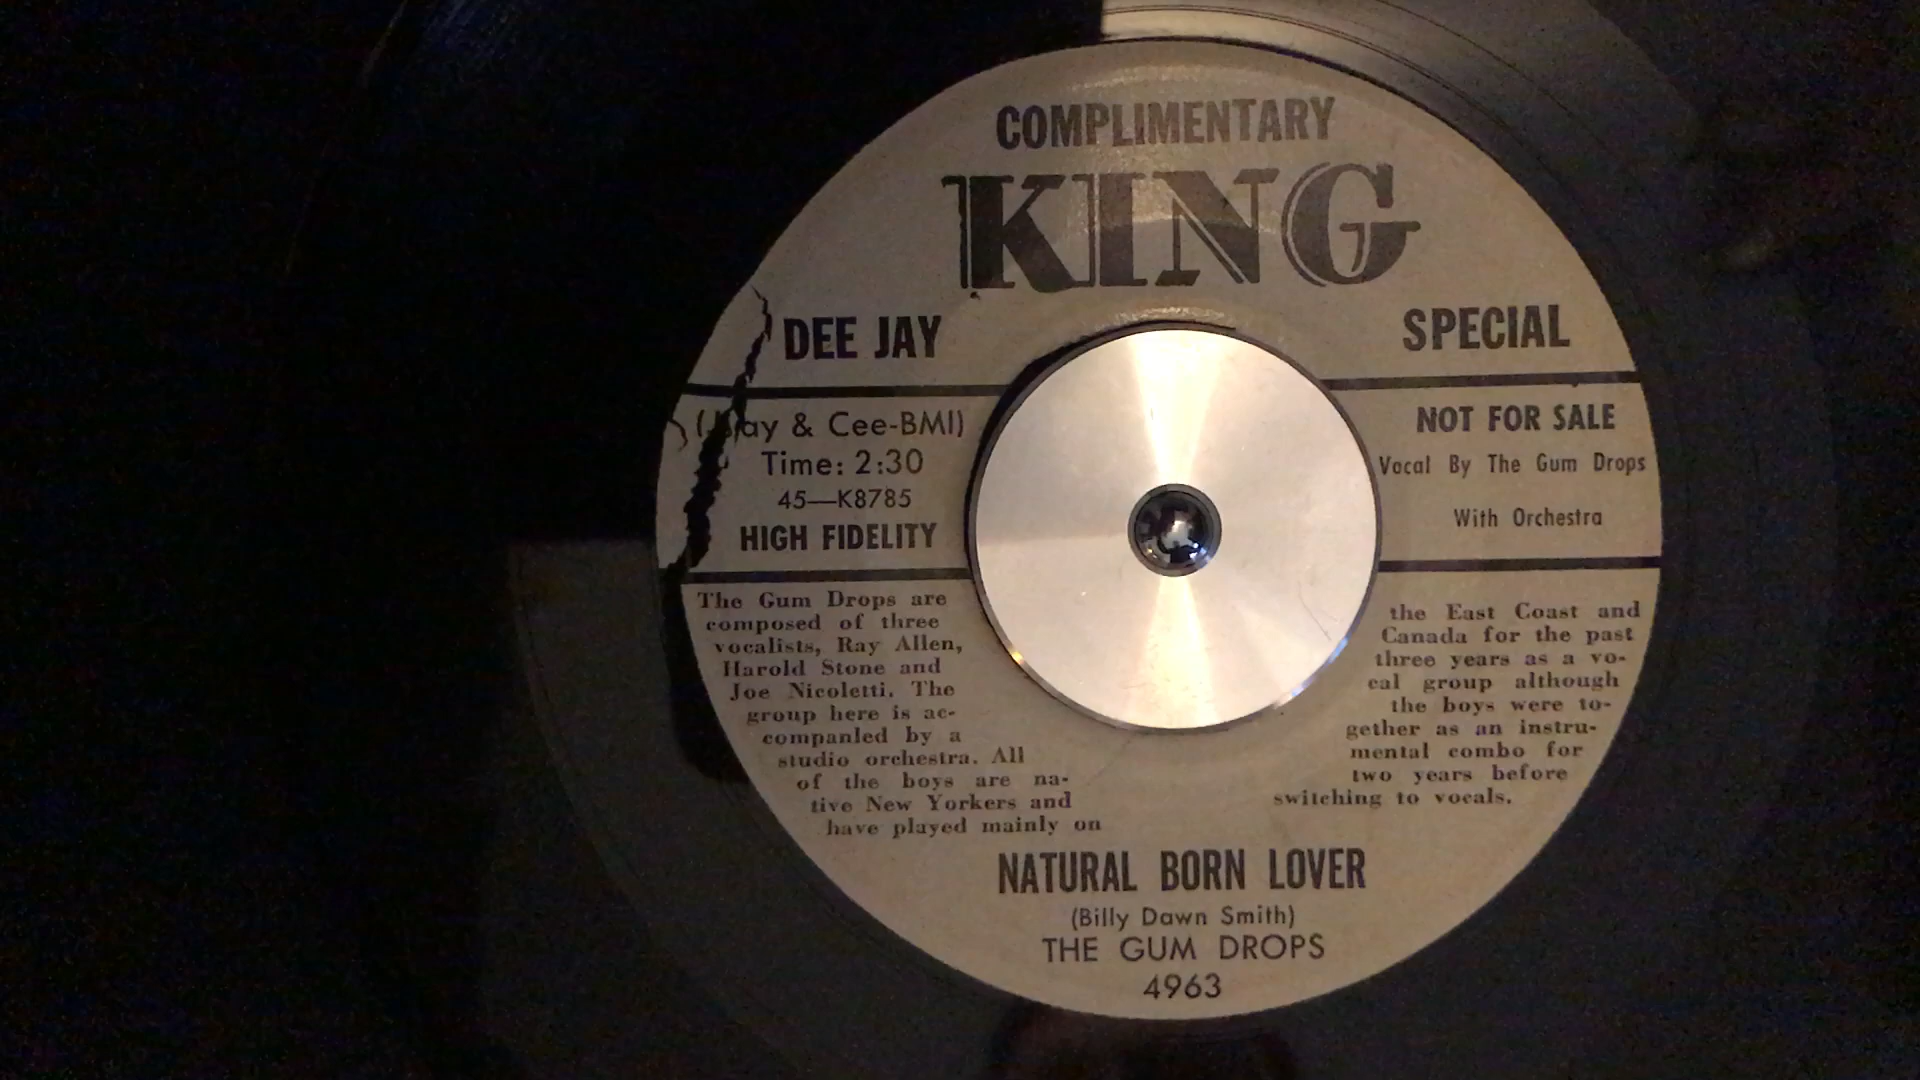 COMPLIMENTARY
KING
DEE JAY SPECIAL
& Cee-BMI)
Time: 2:30
45—K8785
HIGH FIDELITY
NOT FOR SALE
Vocal By The Gum Drops
With Orchestra
The Gum Drops are
composed of three
vocalists, Ray Allen,
Harold Stone and
Joe Nicoletti. The
group here is ac-
companied by a
studio orchestra. All
of the boys are na-
tive New Yorkers and
have played mainly on
the East Coast and
Canada for the past
three years as a vo-
cal group although
the boys were to-
gether as an instru-
mental combo for
two years before
switching to vocals.
NATURAL BORN LOVER
(Billy Dawn Smith)
THE GUM DROPS
4963